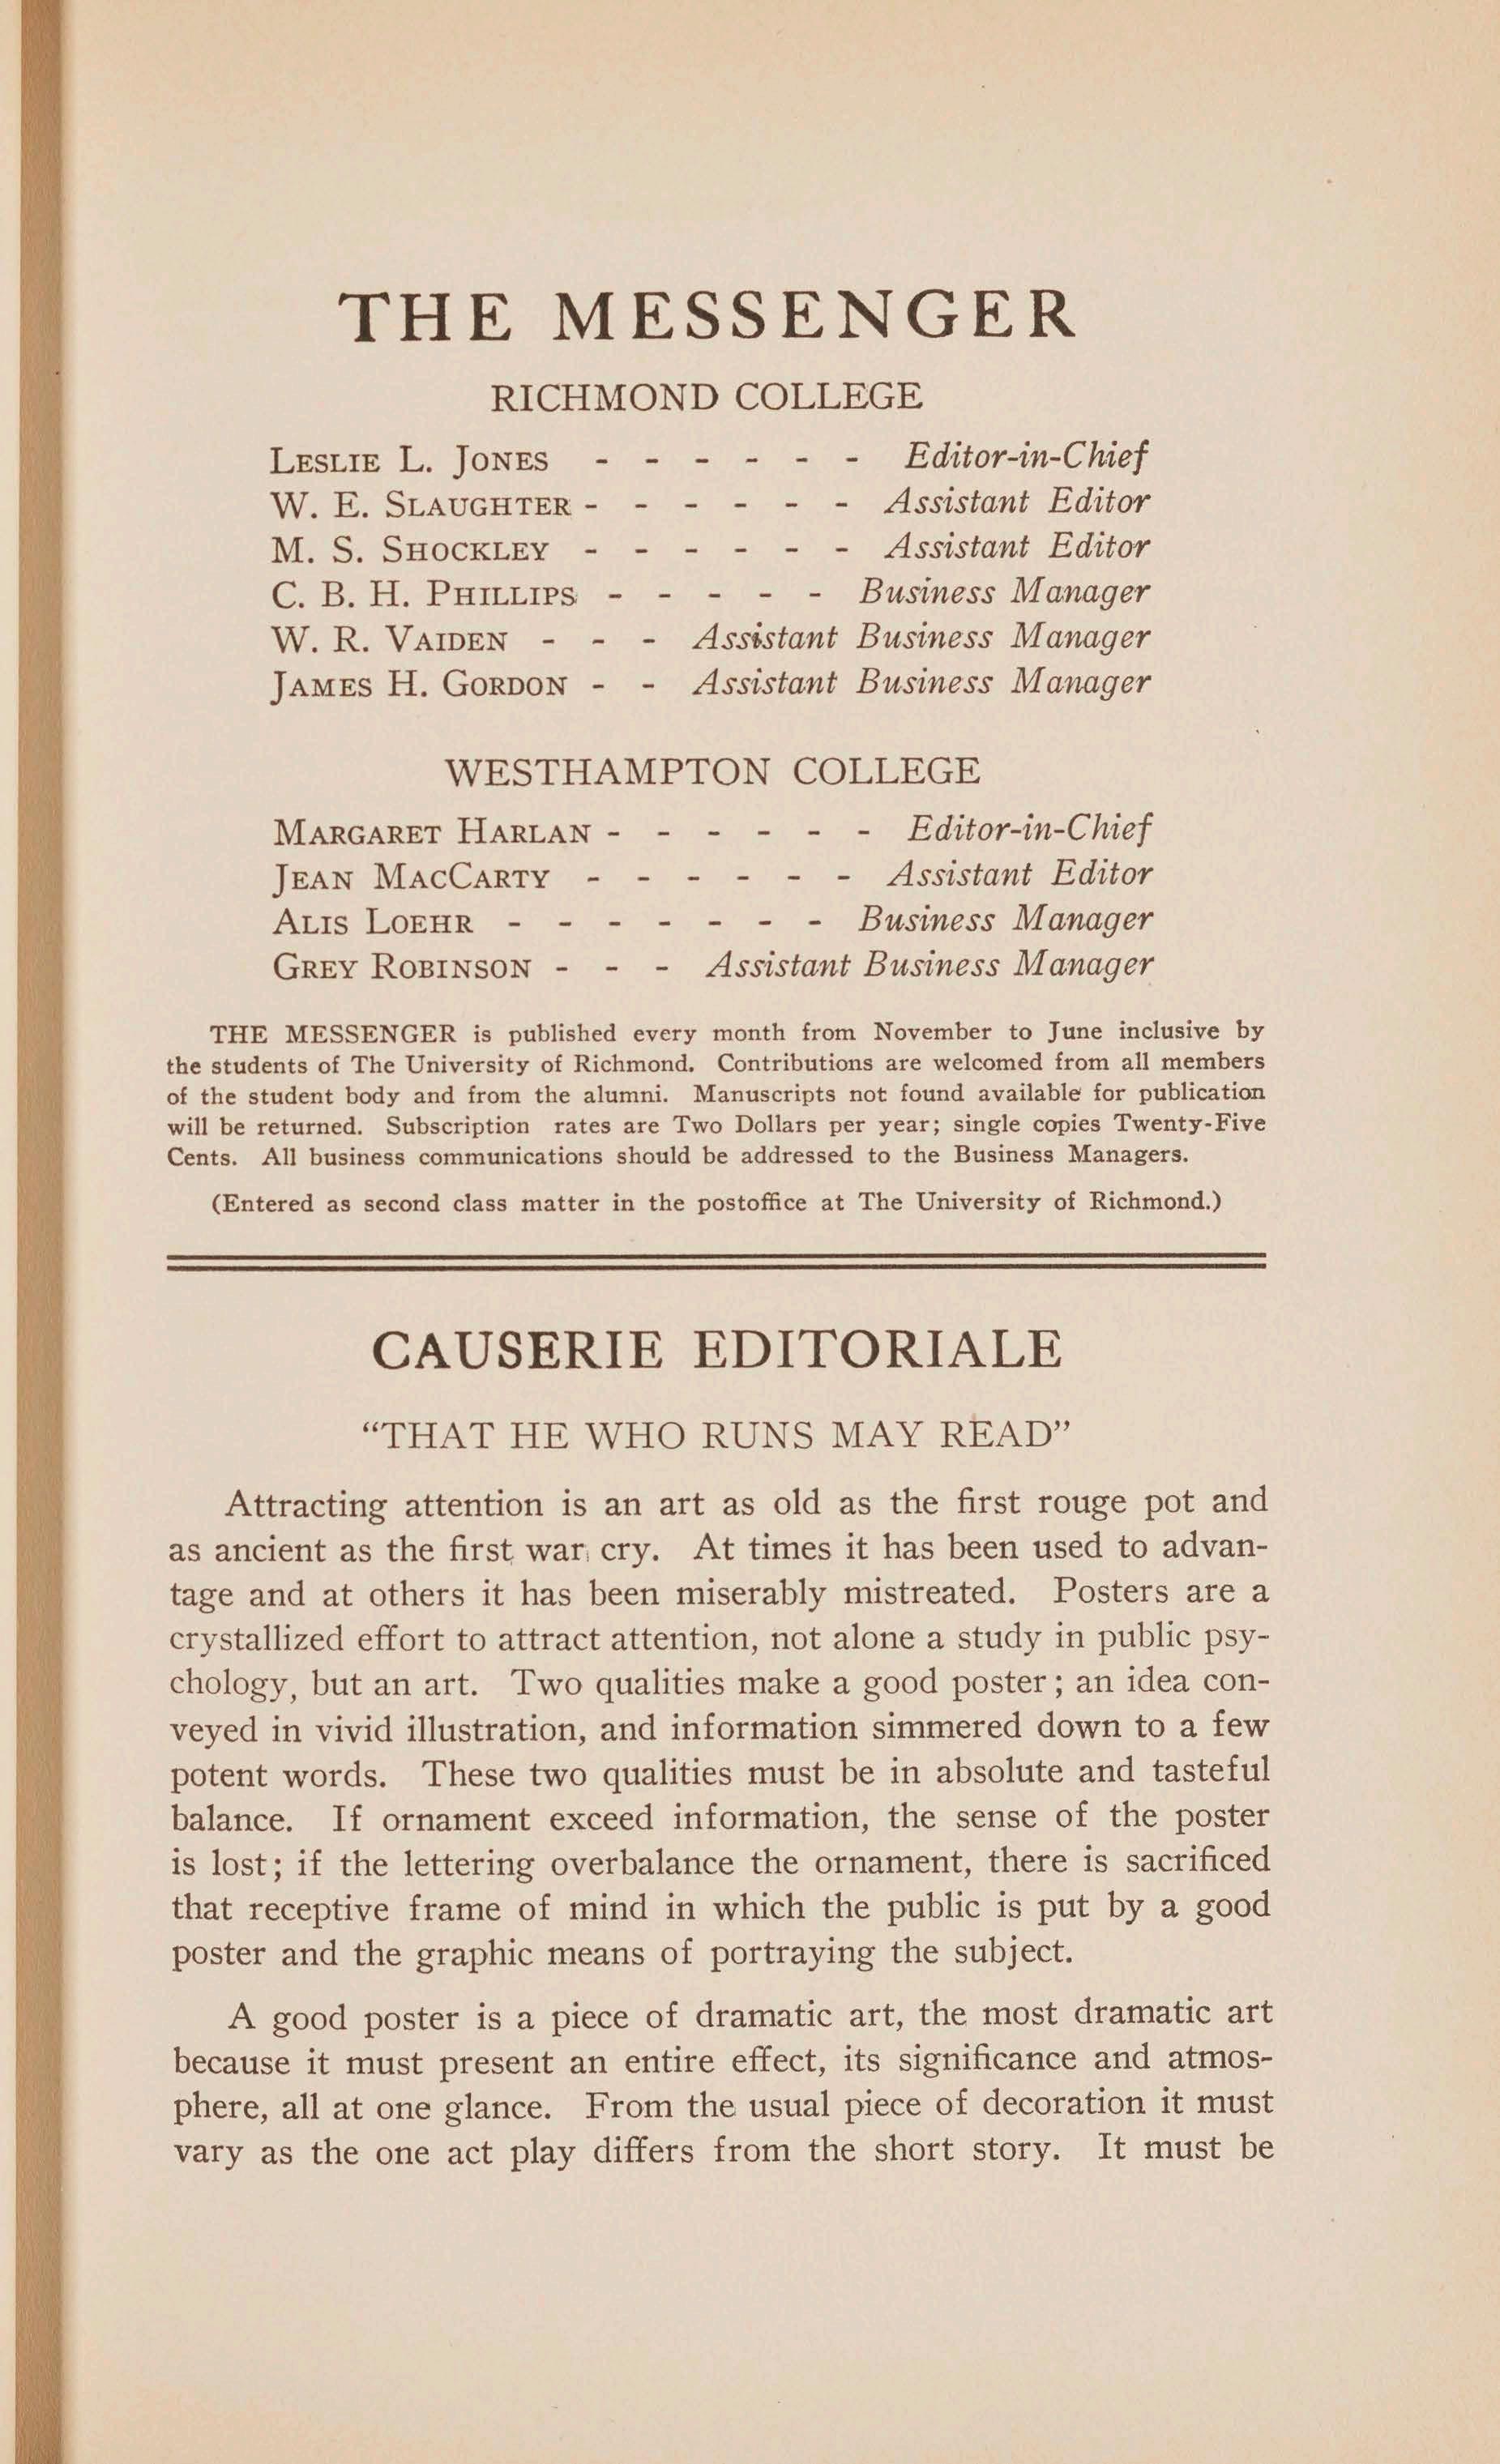 THE MESSENGER
RICHMOND COLLEGE
LESLIE L. JONES - - - - - - Editor-in-Chief
W. E. SLAUGHTER - - - - - - Assistant Editor
M. S. SHOCKLEY - - - - - - Assistant Editor
C. B. H. PHILLIPS - - - - - Business Manager
W. R. VAIDEN - - - Assistant Business Manager
JAMES H. GORDON - - Assistant Business Manager
WESTHAMPTON COLLEGE
MARGARET HARLAN - - - - - - Editor-in-Chief
JEAN MACCARTY - - - - - - Assistant Editor
ALIS LOEHR - - - - - - - Business Manager
GREY ROBINSON - - - Assistant Business Manager
THE MESSENGER is published every month from November to June inclusive by
the students of The University of Richmond. Contributions are welcomed from all members
of the student body and from the alumni. Manuscripts not found available for publication
will be returned. Subscription rates are Two Dollars per year; single copies Twenty-Five
Cents. All business communications should be addressed to the Business Managers.
(Entered as second class matter in the postoffice at The University of Richmond.)
CAUSERIE EDITORIALE
“THAT HE WHO RUNS MAY READ”
Attracting attention is an art as old as the first rouge pot and
as ancient as the first war cry. At times it has been used to advan-
tage and at others it has been miserably mistreated. Posters are a
crystallized effort to attract attention, not alone a study in public psy-
chology, but an art. Two qualities make a good poster; an idea con-
veyed in vivid illustration, and information simmered down to a few
potent words. These two qualities must be in absolute and tasteful
balance. If ornament exceed information, the sense of the poster
is lost; if the lettering overbalance the ornament, there is sacrificed
that receptive frame of mind in which the public is put by a good
poster and the graphic means of portraying the subject.
A good poster is a piece of dramatic art, the most dramatic art
because it must present an entire effect, its significance and atmos-
phere, all at one glance. From the usual piece of decoration it must
vary as the one act play differs from the short story. It must be